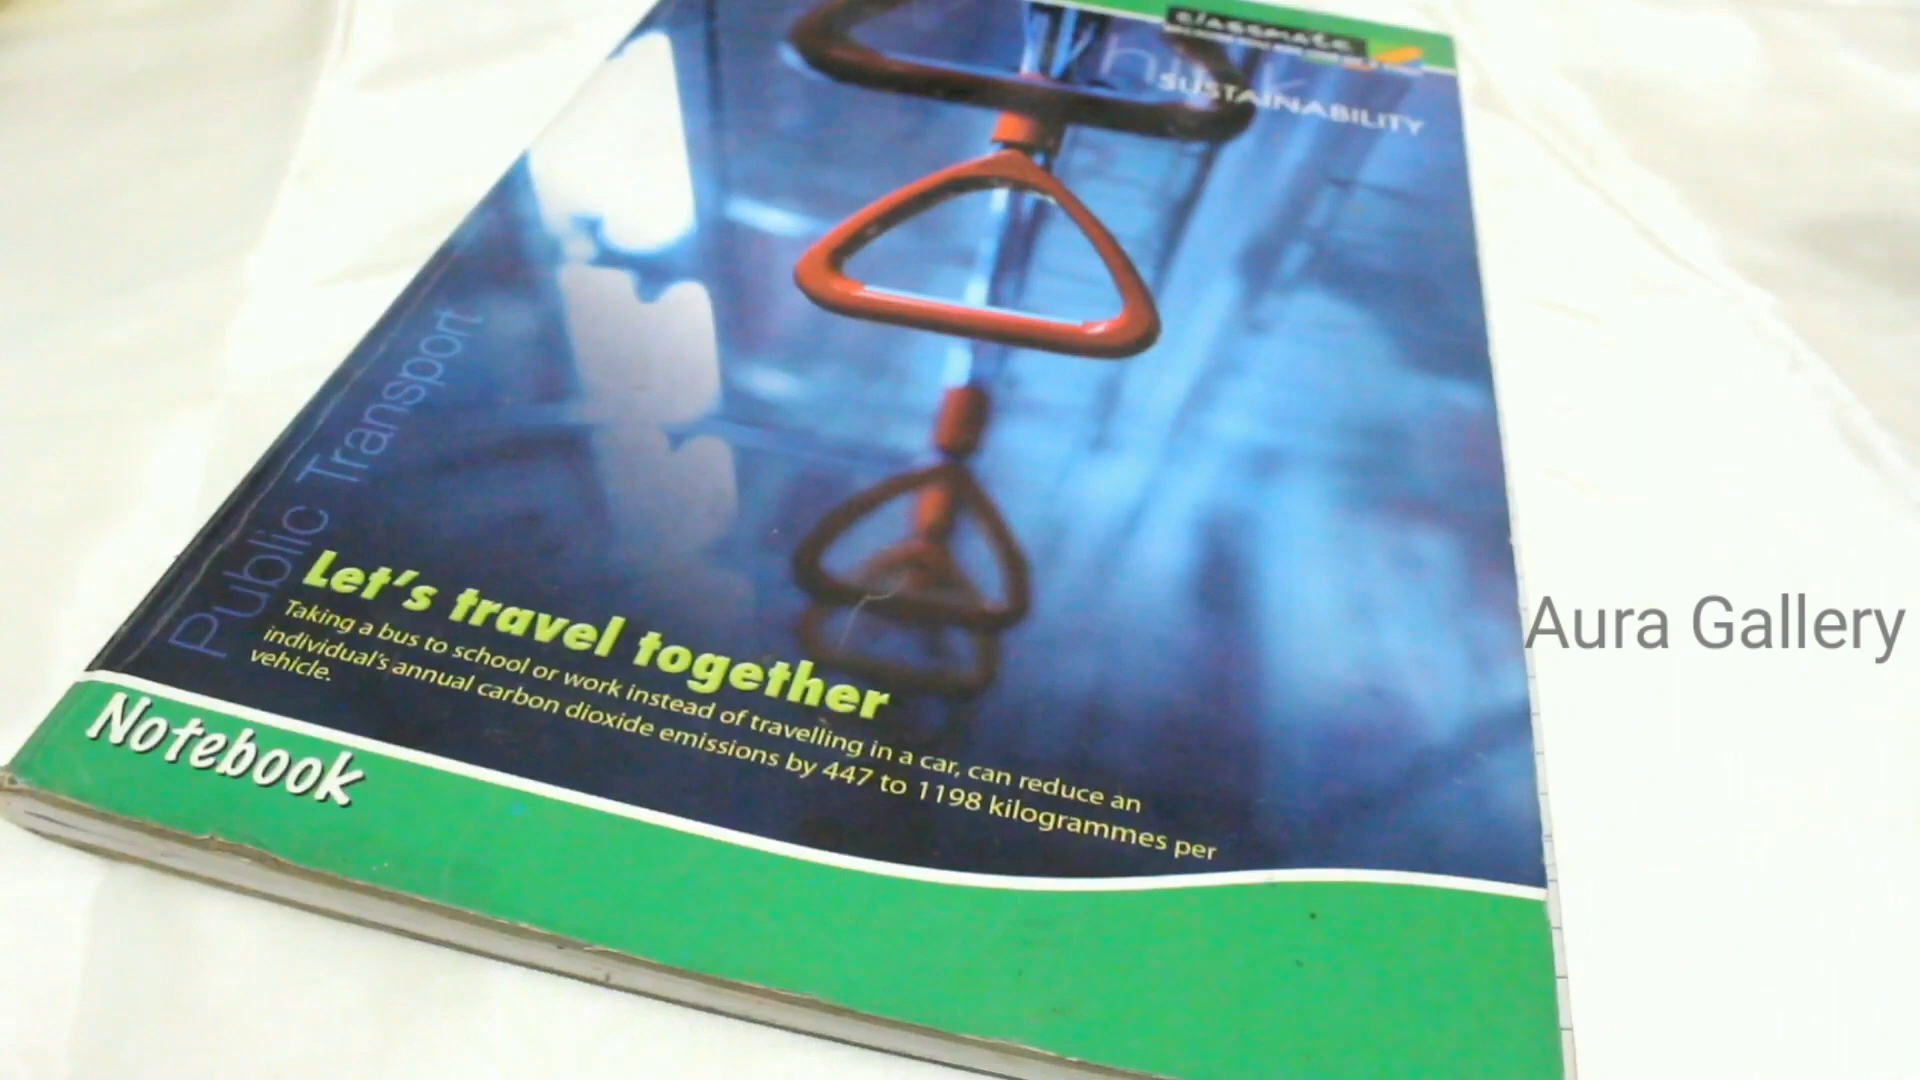 classmate
Think
SUSTAINABILITY
Public Transport
Let's travel together
Taking a bus to school or work instead of travelling in a car, can reduce an
individual's annual carbon dioxide emissions by 447 to 1198 kilogrammes per
vehicle.
Notebook
Aura Gallery